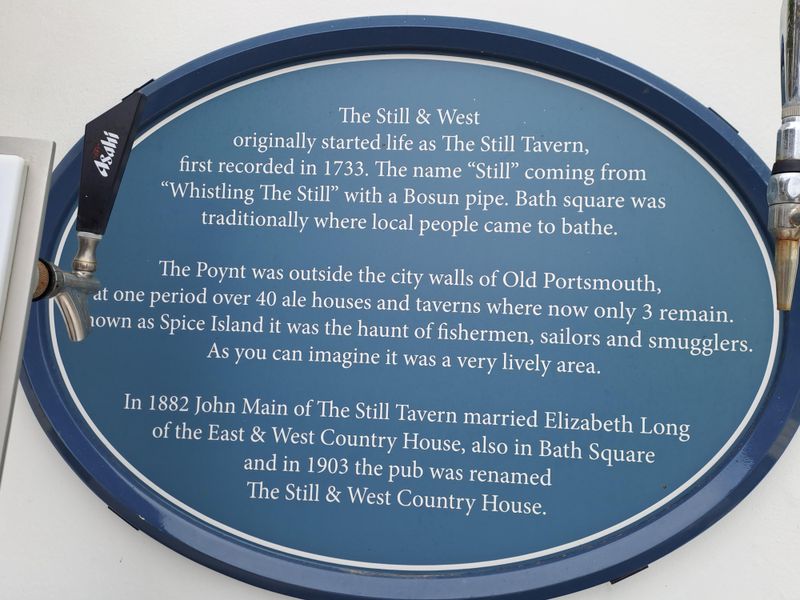 Asahi
The Still & West
originally started life as The Still Tavern,
first recorded in 1733. The name “Still” coming from
“Whistling The Still” with a Bosun pipe. Bath square was
traditionally where local people came to bathe.
The Poynt was outside the city walls of Old Portsmouth,
at one period over 40 ale houses and taverns where now only 3 remain.
nown as Spice Island it was the haunt of fishermen, sailors and smugglers.
As you can imagine it was a very lively area.
In 1882 John Main of The Still Tavern married Elizabeth Long
of the East & West Country House, also in Bath Square
and in 1903 the pub was renamed
The Still & West Country House.